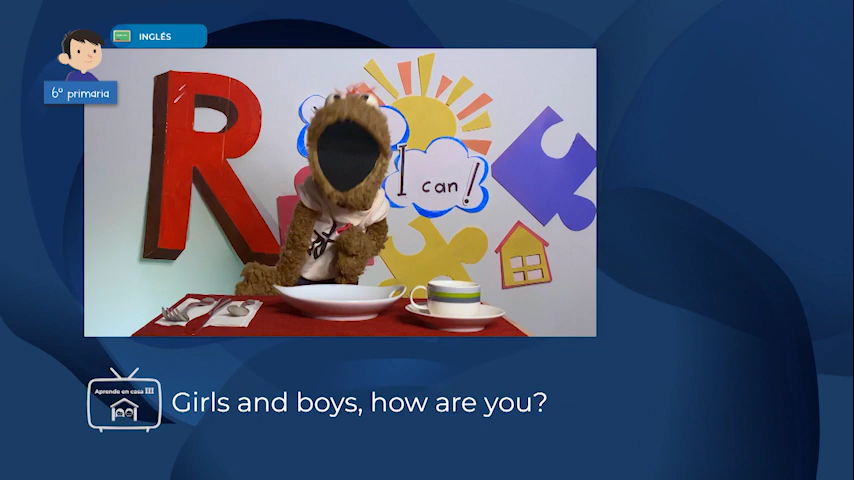 INGLÉS
6º primaria
R
I can!
Aprende en casa III
Girls and boys, how are you?